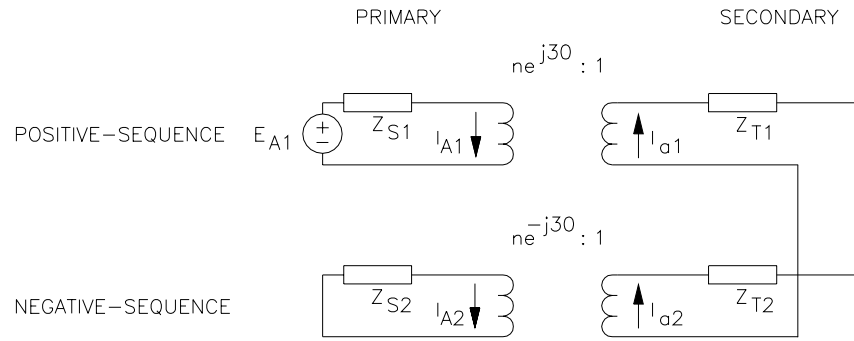 PRIMARY SECONDARY
ne^j30 : 1
POSITIVE-SEQUENCE E_A1 + − Z_S1 I_A1 I_a1 Z_T1
ne^-j30 : 1
NEGATIVE-SEQUENCE Z_S2 I_A2 I_a2 Z_T2